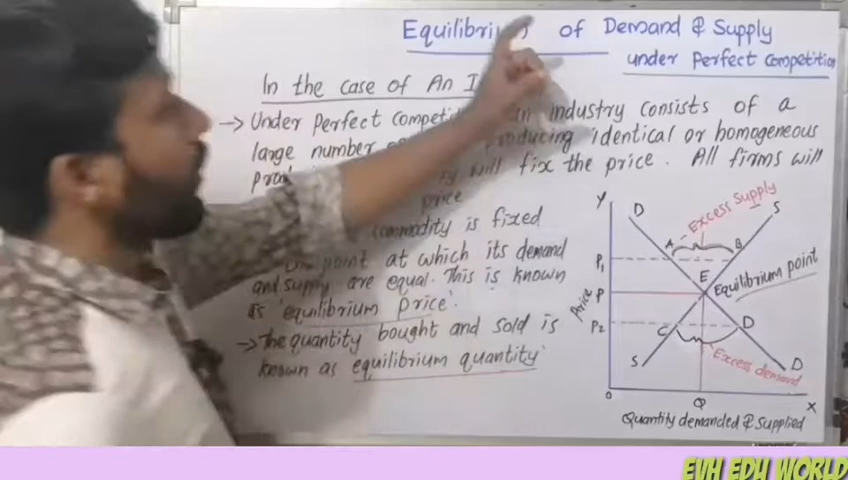 Equilibrium of Demand & Supply
under Perfect Competition
In the case of An I
→ Under Perfect Competi an industry consists of a
large number producing identical or homogeneous
will fix the price. All firms will
price
commodity is fixed
point at which its demand
and supply are equal. This is known
as 'equilibrium price'.
→ The quantity bought and sold is
known as equilibrium quantity
Y
D
Excess Supply
S
A
B
P1
E
Equilibrium point
Price
P
P2
C
D
S
Excess demand
D
O
Q
X
Quantity demanded & Supplied
EVH EDU WORLD